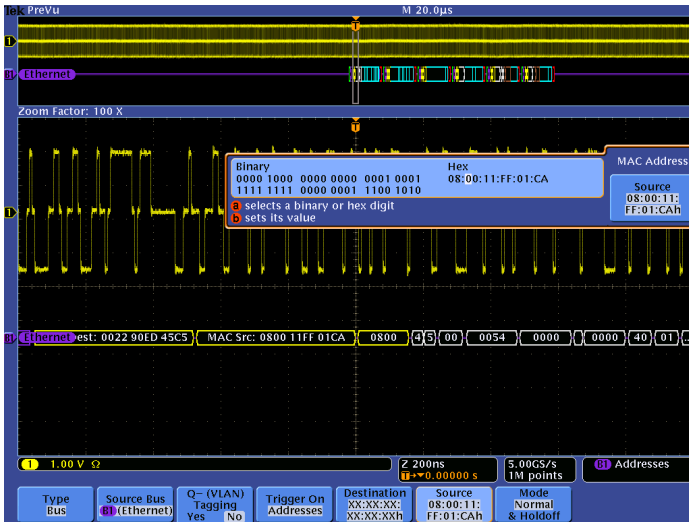 Tek PreVu M 20.0µs
T
1
B1 Ethernet
Zoom Factor: 100 X
T
Binary Hex
0000 1000 0000 0000 0001 0001 08:00:11:FF:01:CA
1111 1111 0000 0001 1100 1010
a selects a binary or hex digit
b sets its value
MAC Address
Source
08:00:11:
FF:01:CAh
1
B1 Ethernet est: 0022 90ED 45C5 MAC Src: 0800 11FF 01CA 0800 4 5 00 0054 0000 0000 40 01
1 1.00 V Ω
Z 200ns
T→▼0.00000 s
5.00GS/s
1M points
B1 Addresses
Type
Bus
Source Bus
B1 (Ethernet)
Q- (VLAN)
Tagging
Yes No
Trigger On
Addresses
Destination
XX:XX:XX:
XX:XX:XXh
Source
08:00:11:
FF:01:CAh
Mode
Normal
& Holdoff